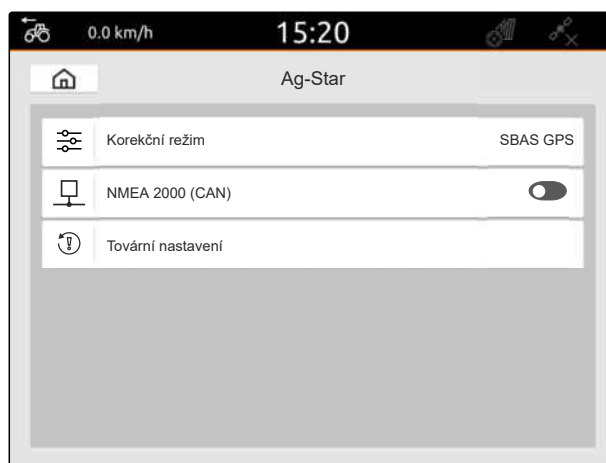 0.0 km/h 15:20
Ag-Star
Korekční režim SBAS GPS
NMEA 2000 (CAN)
Tovární nastavení